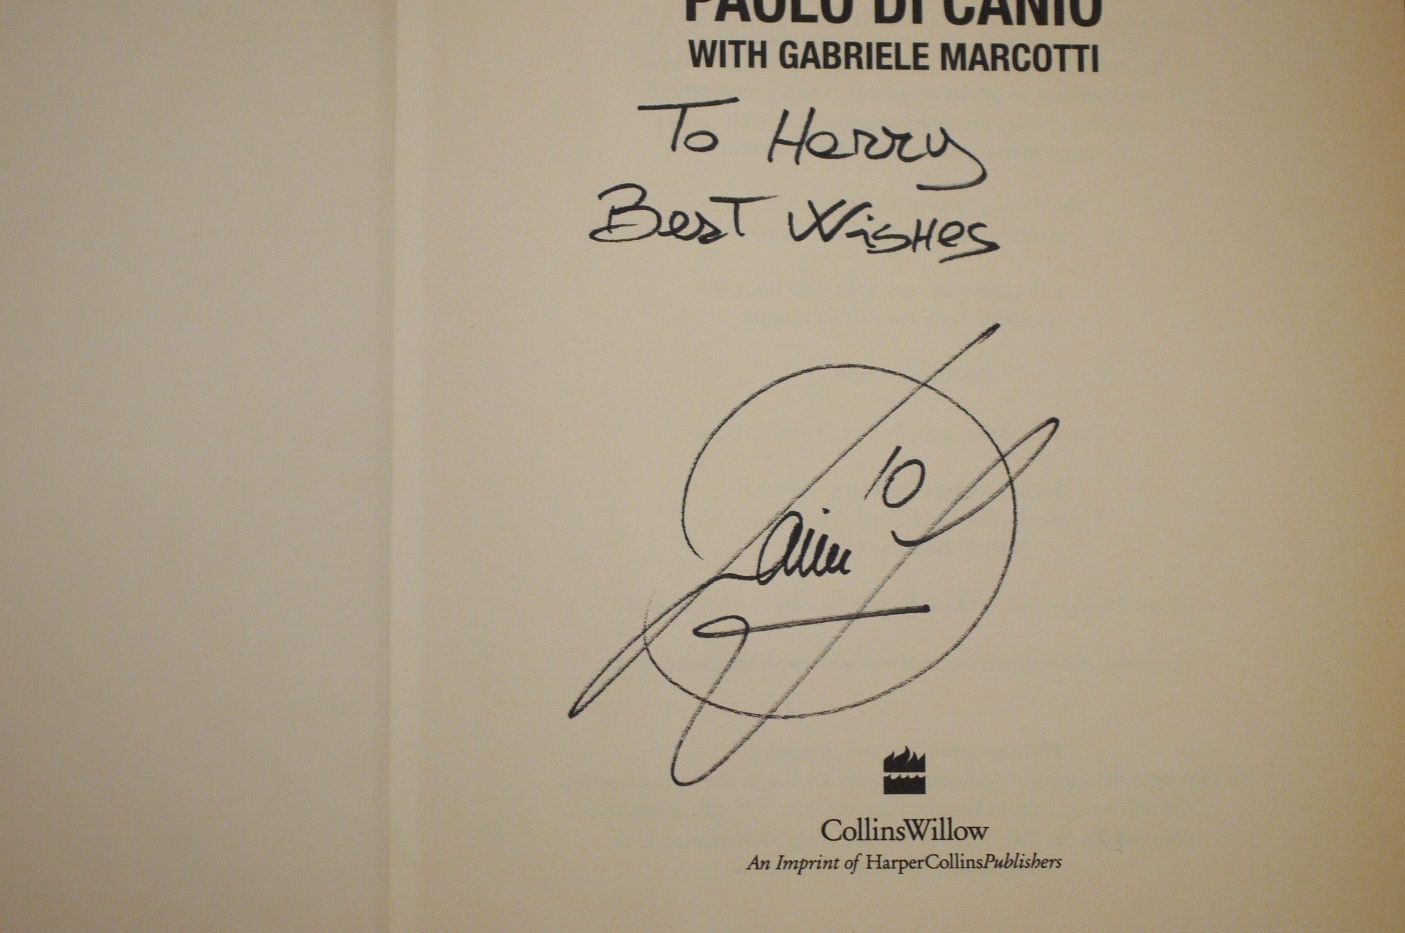 PAOLO DI CANIO
WITH GABRIELE MARCOTTI
To Harry
Best Wishes
10
CollinsWillow
An Imprint of HarperCollinsPublishers